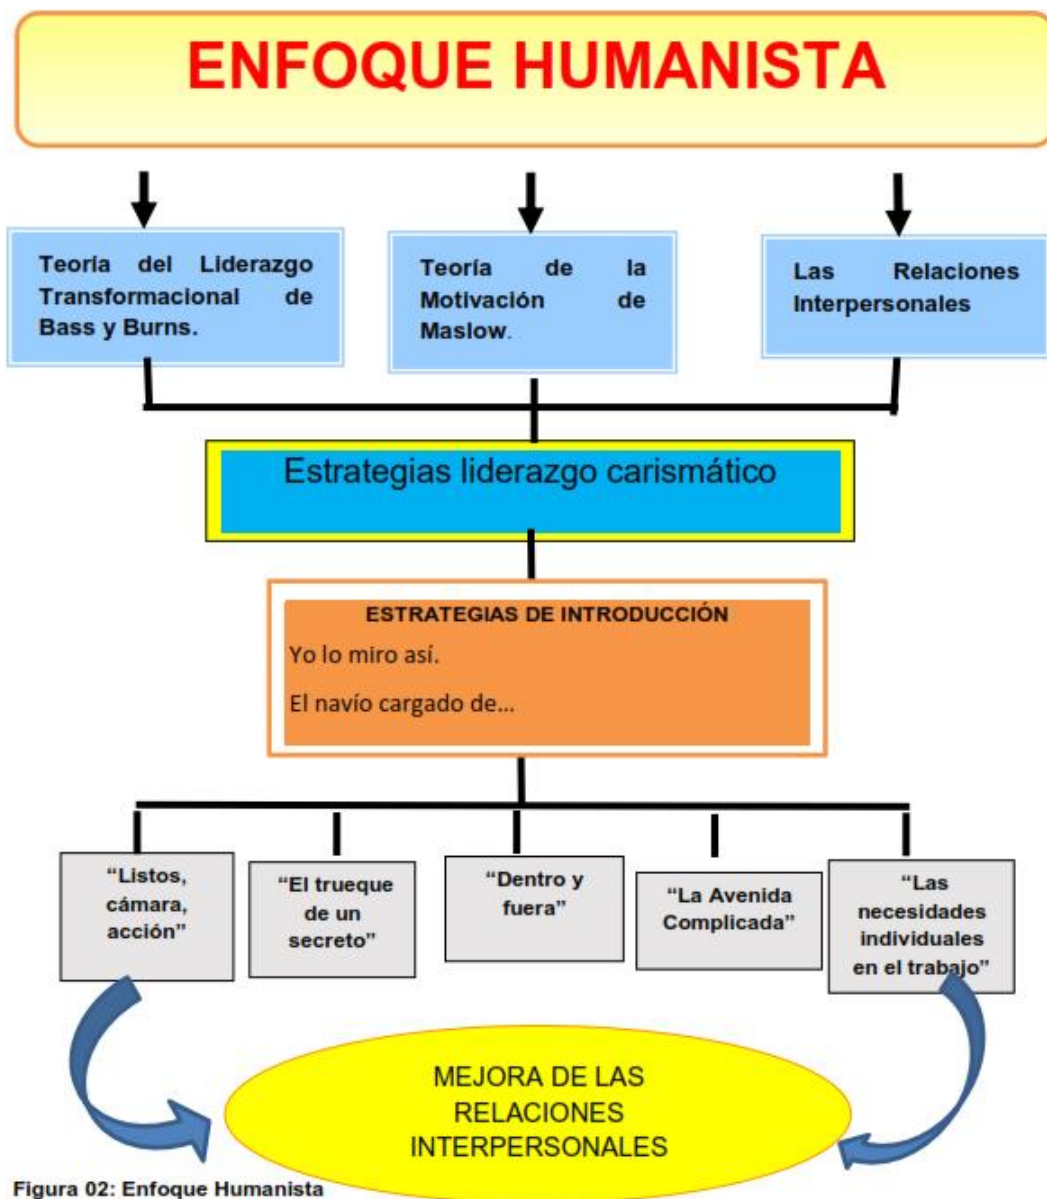 ENFOQUE HUMANISTA
Teoría del Liderazgo
Transformacional de
Bass y Burns.
Teoría de la
Motivación de
Maslow.
Las Relaciones
Interpersonales
Estrategias liderazgo carismático
ESTRATEGIAS DE INTRODUCCIÓN
Yo lo miro así.
El navío cargado de...
“Listos,
cámara,
acción”
“El trueque
de un
secreto”
“Dentro y
fuera”
“La Avenida
Complicada”
“Las
necesidades
individuales
en el trabajo”
MEJORA DE LAS
RELACIONES
INTERPERSONALES
Figura 02: Enfoque Humanista